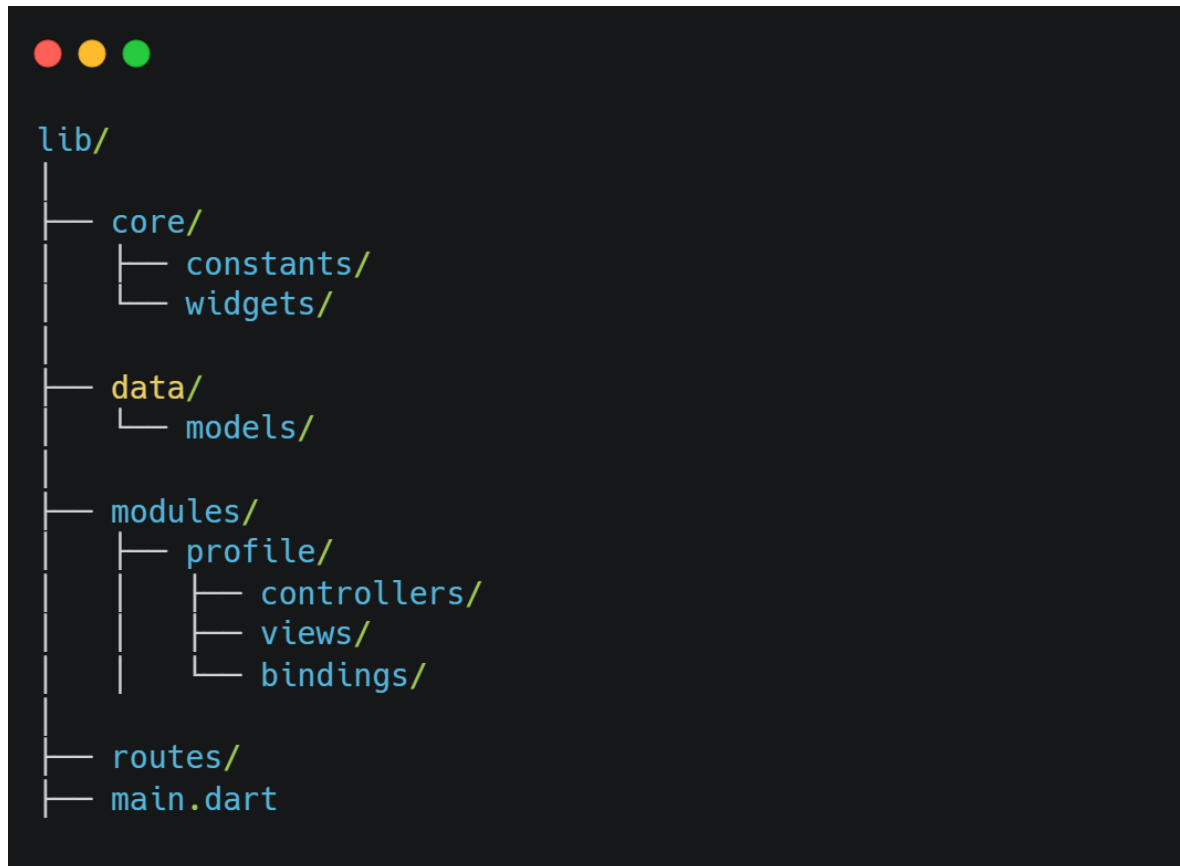 lib/
│
├── core/
│   ├── constants/
│   └── widgets/
│
├── data/
│   └── models/
│
├── modules/
│   ├── profile/
│   │   ├── controllers/
│   │   ├── views/
│   │   └── bindings/
│
├── routes/
├── main.dart